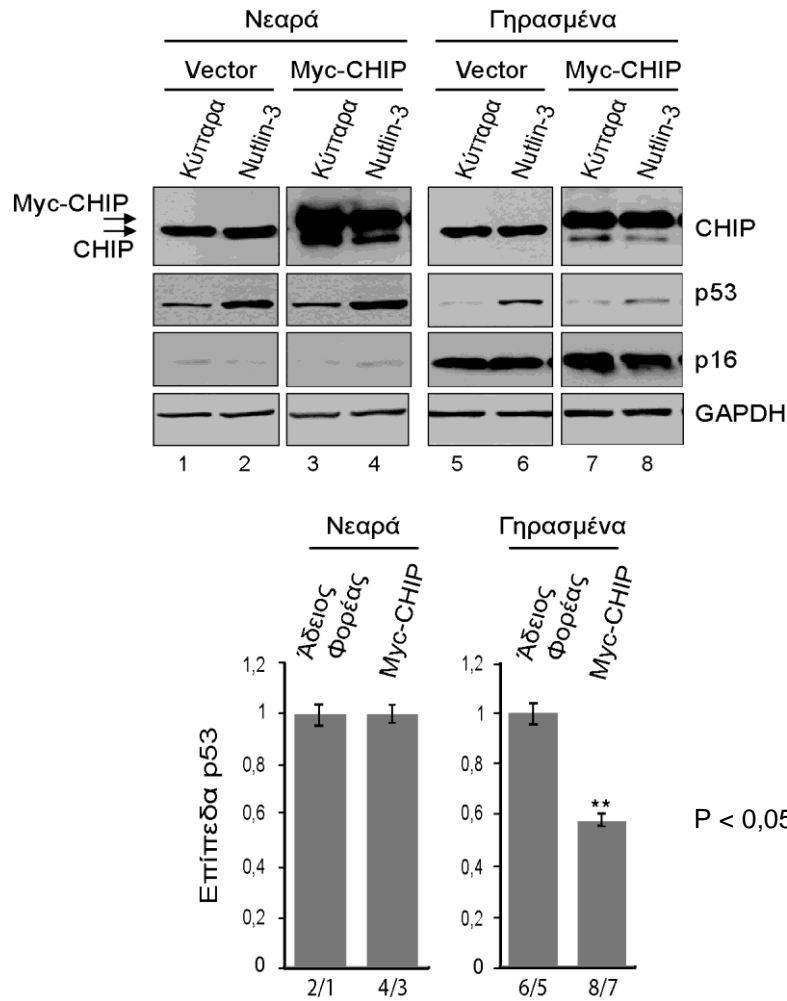 Νεαρά Γηρασμένα
Vector Myc-CHIP Vector Myc-CHIP
Κύτταρα Nutlin-3 Κύτταρα Nutlin-3 Κύτταρα Nutlin-3 Κύτταρα Nutlin-3
Myc-CHIP
CHIP
CHIP
p53
p16
GAPDH
1 2 3 4 5 6 7 8
Νεαρά Γηρασμένα
Άδειος Φορέας Myc-CHIP Άδειος Φορέας Myc-CHIP
Επίπεδα p53
1,2 1,2
1 1
0,8 0,8
0,6 0,6
0,4 0,4
0,2 0,2
0 0
**
P < 0,05
2/1 4/3 6/5 8/7